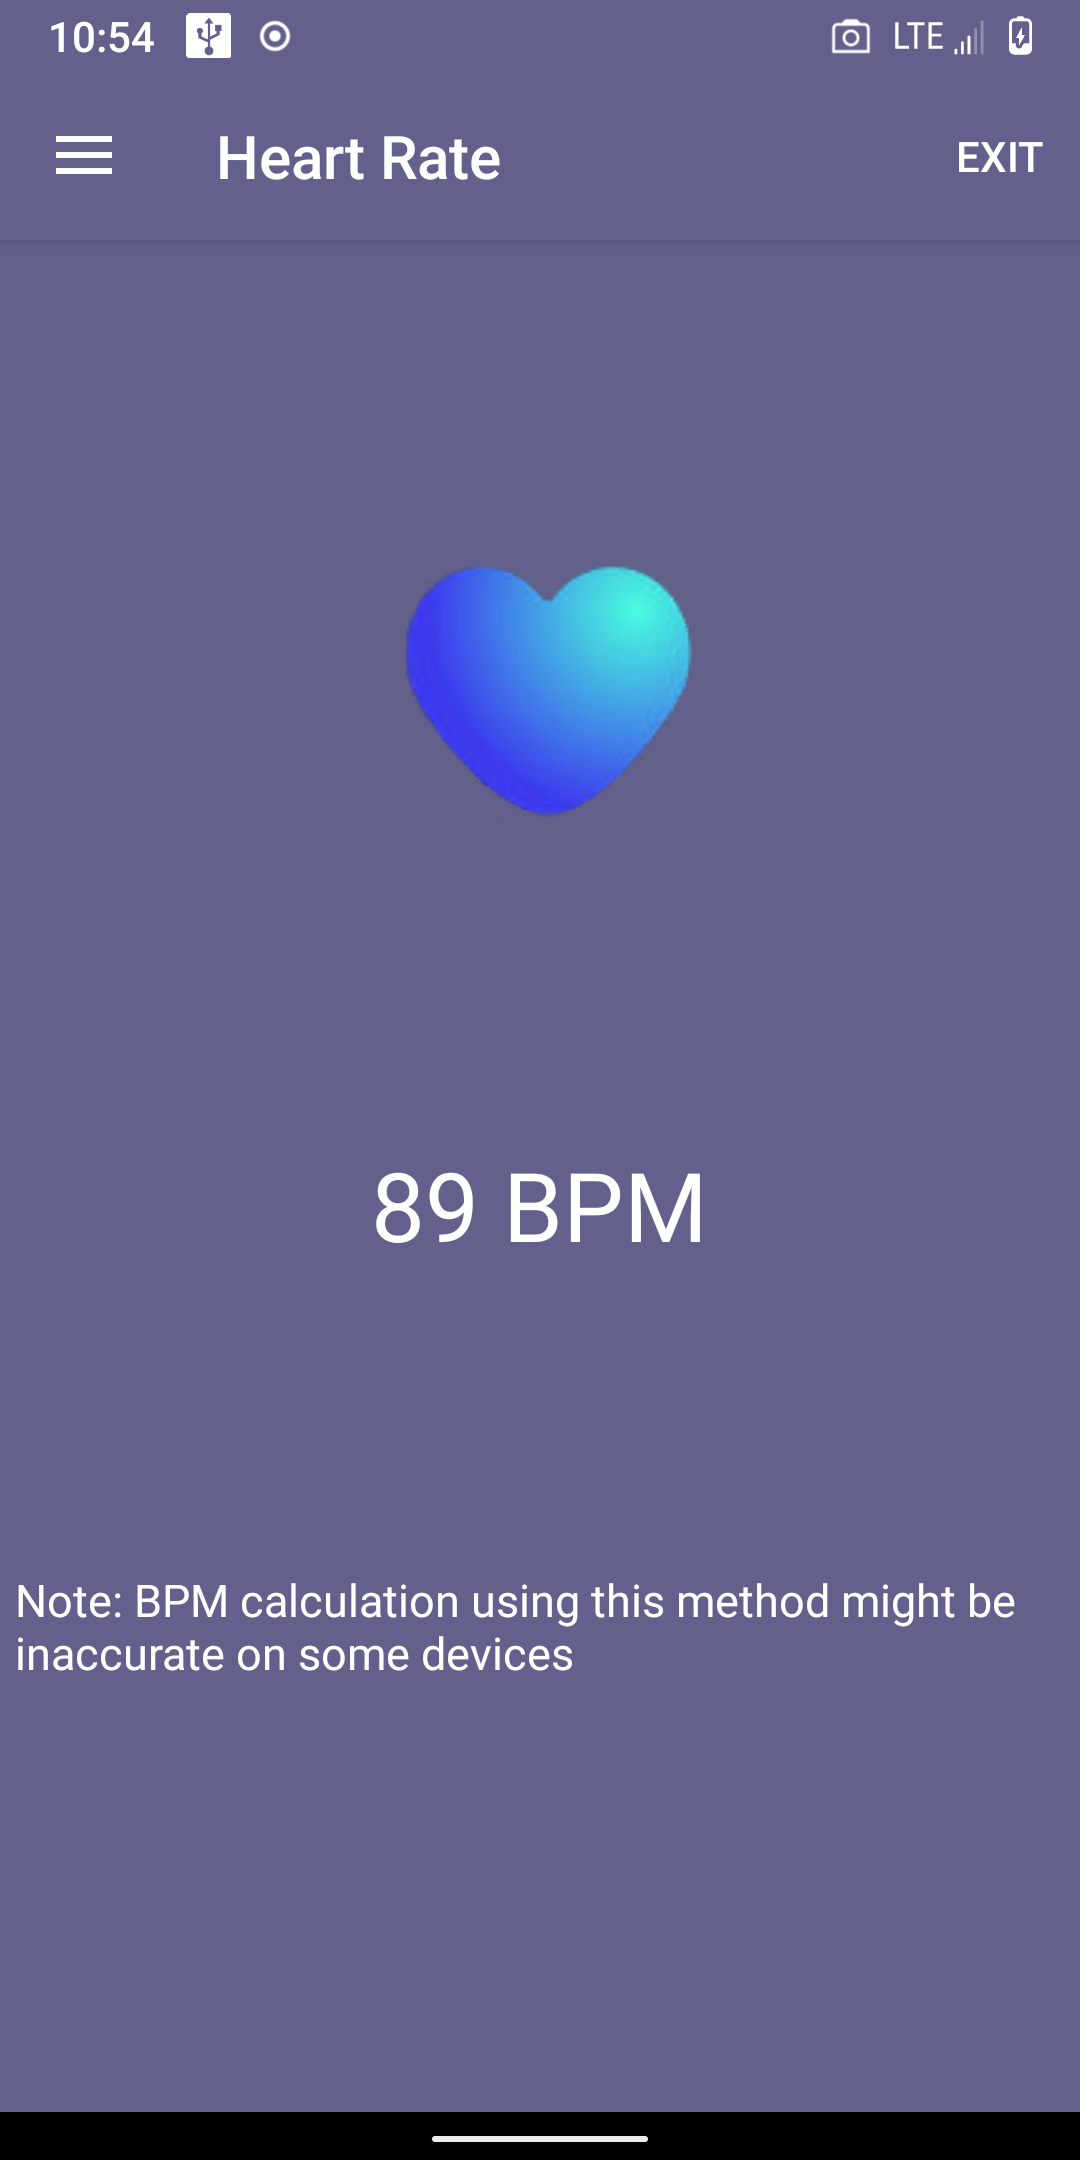 10:54
LTE
Heart Rate
EXIT
89 BPM
Note: BPM calculation using this method might be
inaccurate on some devices